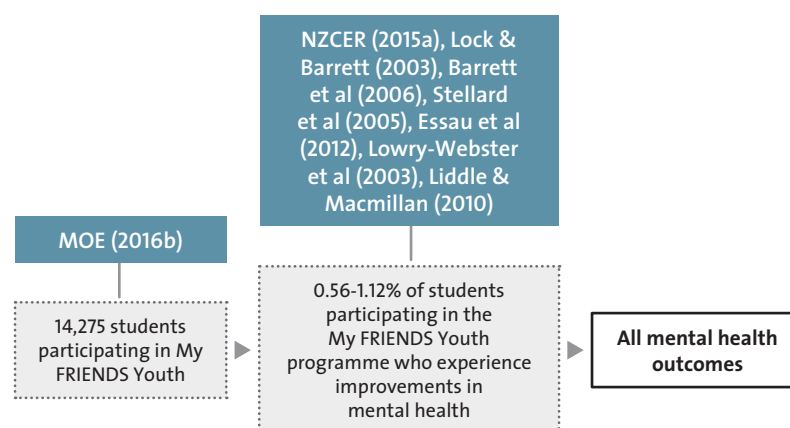 NZCER (2015a), Lock &
Barrett (2003), Barrett
et al (2006), Stellard
et al (2005), Essau et al
(2012), Lowry-Webster
et al (2003), Liddle &
Macmillan (2010)
MOE (2016b)
14,275 students
participating in My
FRIENDS Youth
0.56-1.12% of students
participating in the
My FRIENDS Youth
programme who experience
improvements in
mental health
All mental health
outcomes